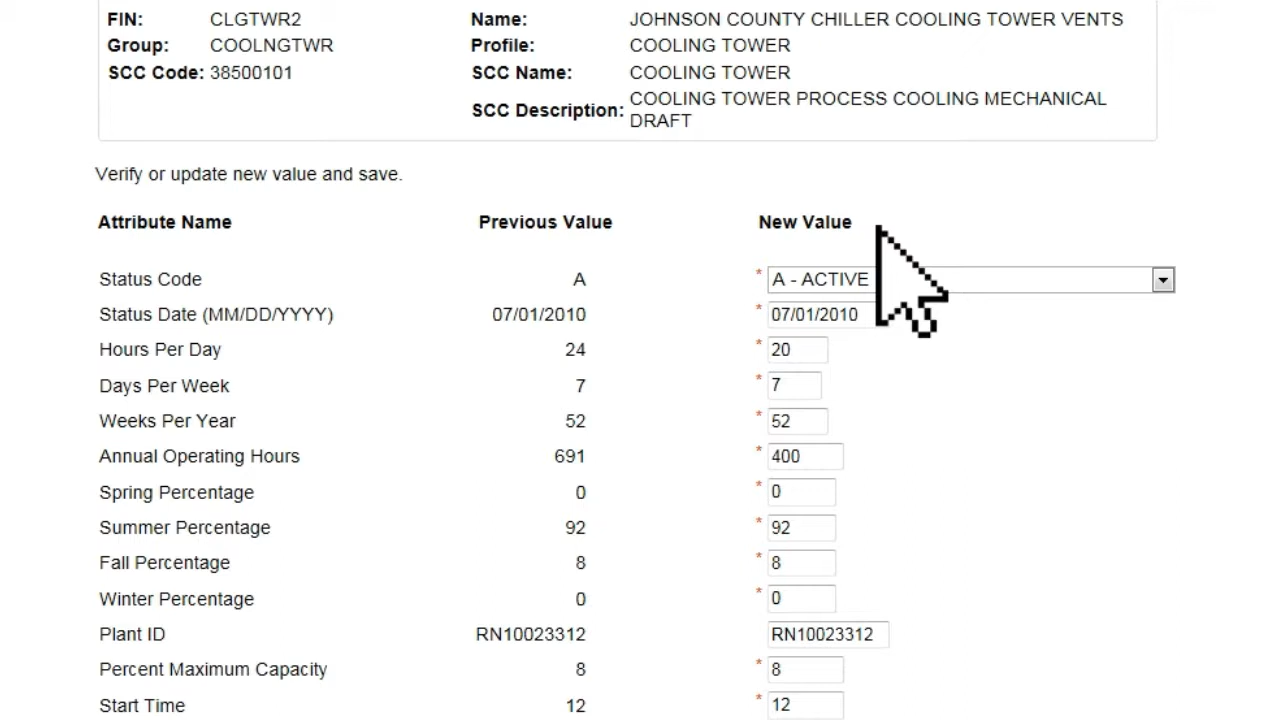 FIN: CLGTWR2 Name: JOHNSON COUNTY CHILLER COOLING TOWER VENTS
Group: COOLNGTWR Profile: COOLING TOWER
SCC Code: 38500101 SCC Name: COOLING TOWER
SCC Description: COOLING TOWER PROCESS COOLING MECHANICAL
DRAFT
Verify or update new value and save.
Attribute Name Previous Value New Value
Status Code A * A - ACTIVE
Status Date (MM/DD/YYYY) 07/01/2010 * 07/01/2010
Hours Per Day 24 * 20
Days Per Week 7 * 7
Weeks Per Year 52 * 52
Annual Operating Hours 691 * 400
Spring Percentage 0 * 0
Summer Percentage 92 * 92
Fall Percentage 8 * 8
Winter Percentage 0 * 0
Plant ID RN10023312 RN10023312
Percent Maximum Capacity 8 * 8
Start Time 12 * 12